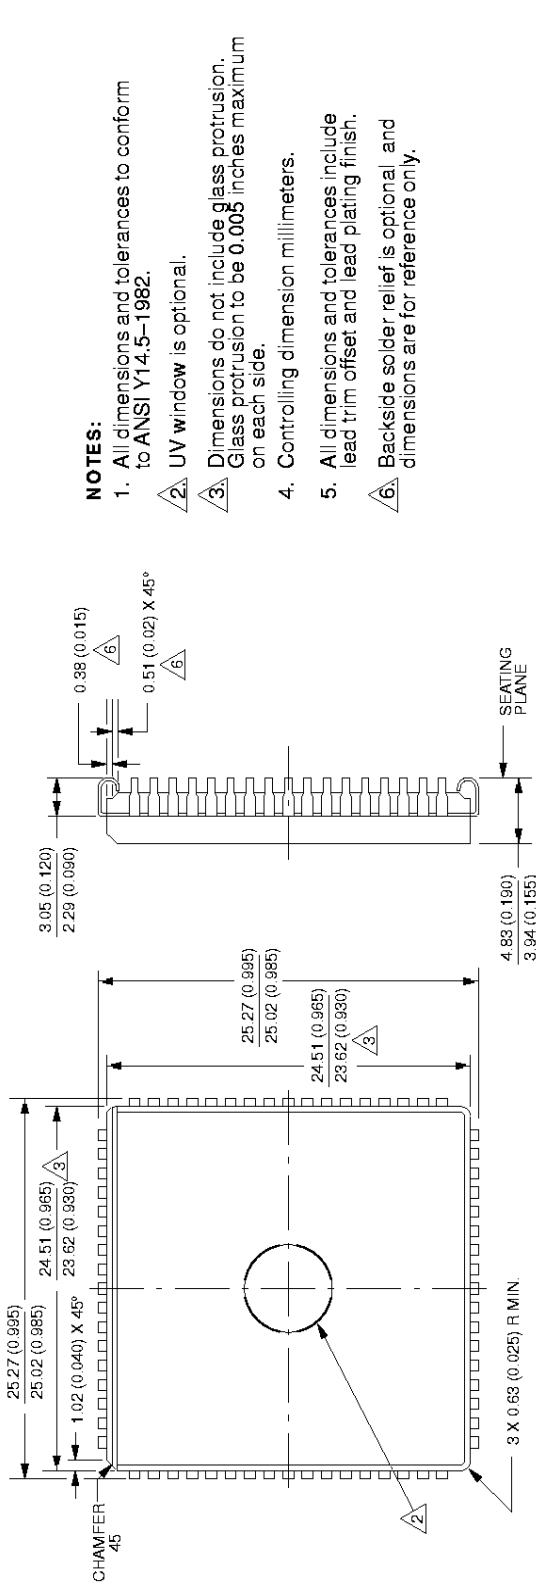 25.27 (0.995)
25.02 (0.985)
24.51 (0.965)
23.62 (0.930)
3
1.02 (0.040) X 45º
CHAMFER
45
2
3 X 0.63 (0.025) R MIN.
25.27 (0.995)
25.02 (0.985)
24.51 (0.965)
23.62 (0.930)
3
3.05 (0.120)
2.29 (0.090)
0.38 (0.015)
6
0.51 (0.02) X 45º
6
4.83 (0.190)
3.94 (0.155)
SEATING
PLANE
NOTES:
1. All dimensions and tolerances to conform
to ANSI Y14.5–1982.
2. UV window is optional.
3. Dimensions do not include glass protrusion.
Glass protrusion to be 0.005 inches maximum
on each side.
4. Controlling dimension millimeters.
5. All dimensions and tolerances include
lead trim offset and lead plating finish.
6. Backside solder relief is optional and
dimensions are for reference only.